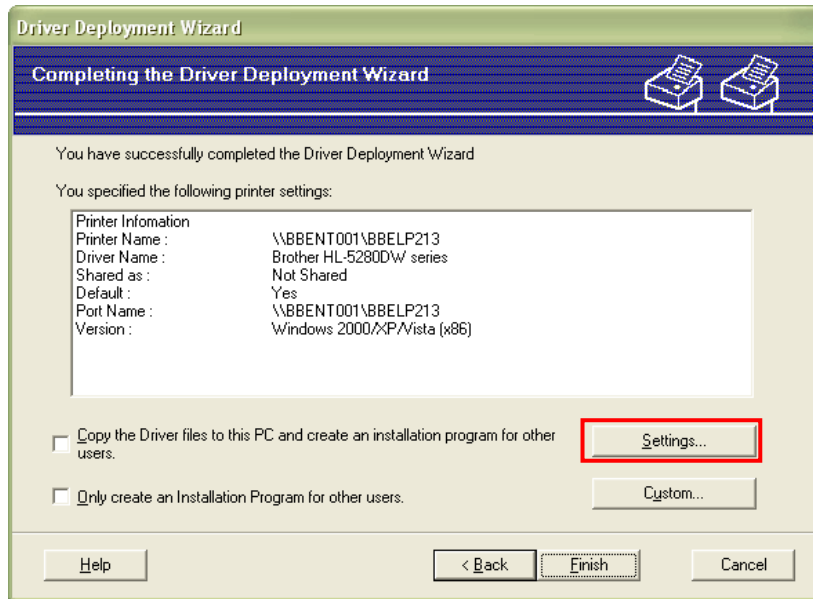 Driver Deployment Wizard
Completing the Driver Deployment Wizard
You have successfully completed the Driver Deployment Wizard
You specified the following printer settings:
Printer Infomation
Printer Name : \\BBENT001\BBELP213
Driver Name : Brother HL-5280DW series
Shared as : Not Shared
Default : Yes
Port Name : \\BBENT001\BBELP213
Version : Windows 2000/XP/Vista (x86)
Copy the Driver files to this PC and create an installation program for other
users.
Settings...
Only create an Installation Program for other users.
Custom...
Help
< Back
Finish
Cancel